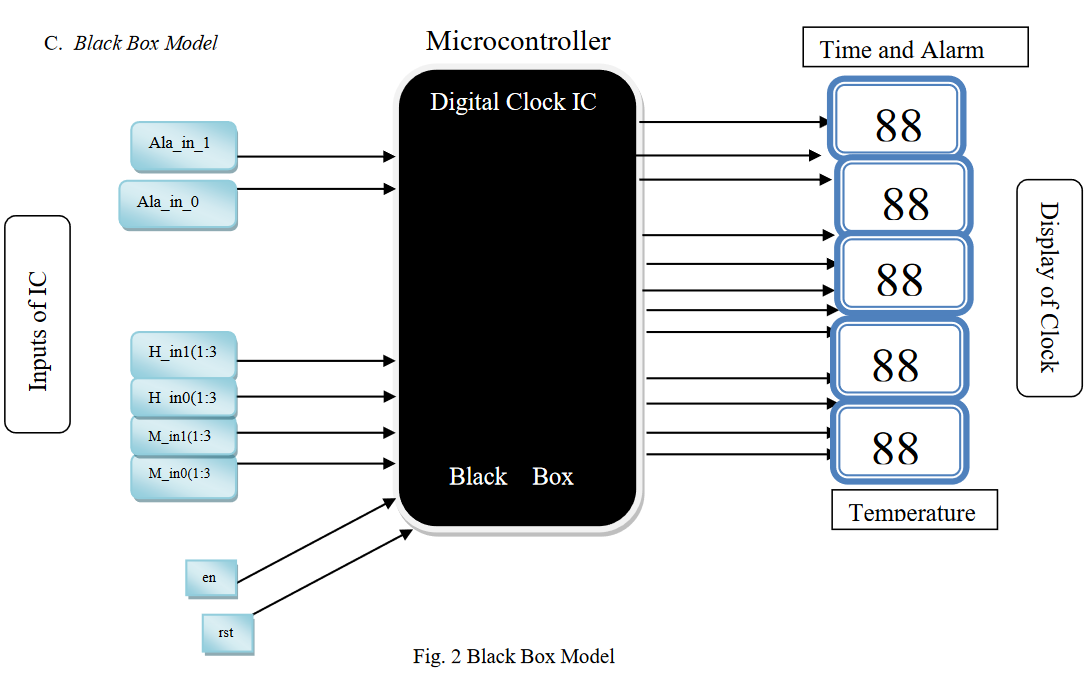 C. Black Box Model
Microcontroller
Time and Alarm
Digital Clock IC
Ala_in_1
Ala_in_0
Inputs of IC
H_in1(1:3
H_in0(1:3
M_in1(1:3
M_in0(1:3
en
rst
Black Box
88
88
88
88
88
Display of Clock
Temperature
Fig. 2 Black Box Model